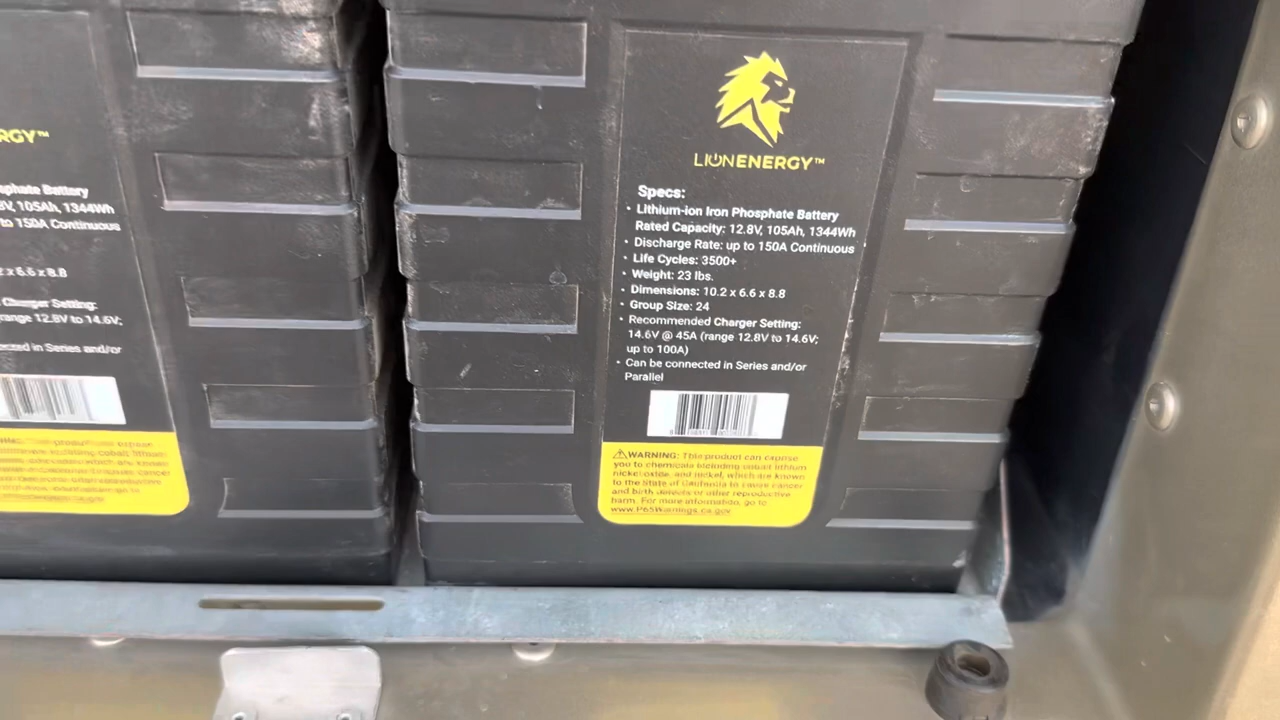 RGY™
sphate Battery
8V, 105Ah, 1344Wh
to 150A Continuous
x 6.6 x 8.8
Charger Setting:
range 12.8V to 14.6V;
ected in Series and/or
LIONENERGY™
Specs:
• Lithium-ion Iron Phosphate Battery
Rated Capacity: 12.8V, 105Ah, 1344Wh
• Discharge Rate: up to 150A Continuous
• Life Cycles: 3500+
• Weight: 23 lbs.
• Dimensions: 10.2 x 6.6 x 8.8
• Group Size: 24
• Recommended Charger Setting:
14.6V @ 45A (range 12.8V to 14.6V;
up to 100A)
• Can be connected in Series and/or
Parallel
⚠WARNING: This product can expose
you to chemicals including cobalt lithium
nickel oxide, and nickel, which are known
to the State of California to cause cancer
and birth defects or other reproductive
harm. For more information, go to
www.P65Warnings.ca.gov